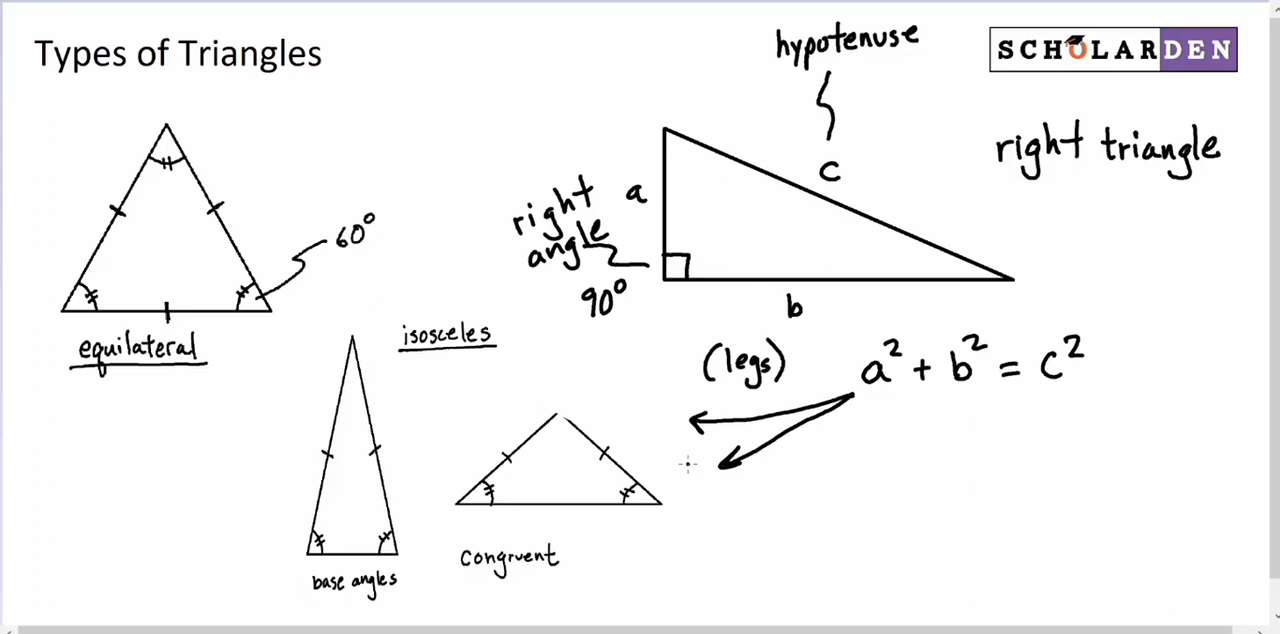 Types of Triangles
hypotenuse
SCHOLARDEN
right triangle
c
a
right
angle
90°
b
60°
equilateral
isosceles
(legs)
a² + b² = c²
base angles
congruent